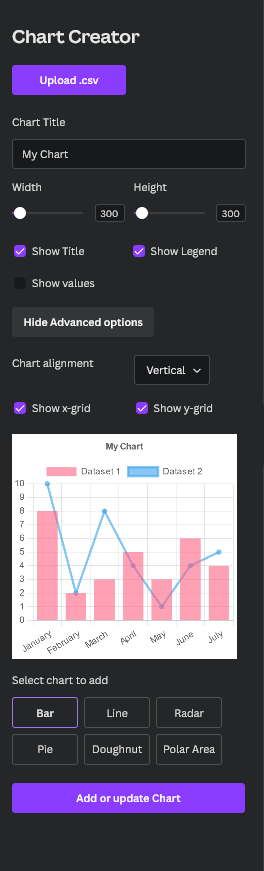 Chart Creator
Upload .csv
Chart Title
My Chart
Width Height
300 300
Show Title Show Legend
Show values
Hide Advanced options
Chart alignment Vertical
Show x-grid Show y-grid
My Chart
Dataset 1 Dataset 2
10
9
8
7
6
5
4
3
2
1
0
January February March April May June July
Select chart to add
Bar Line Radar
Pie Doughnut Polar Area
Add or update Chart